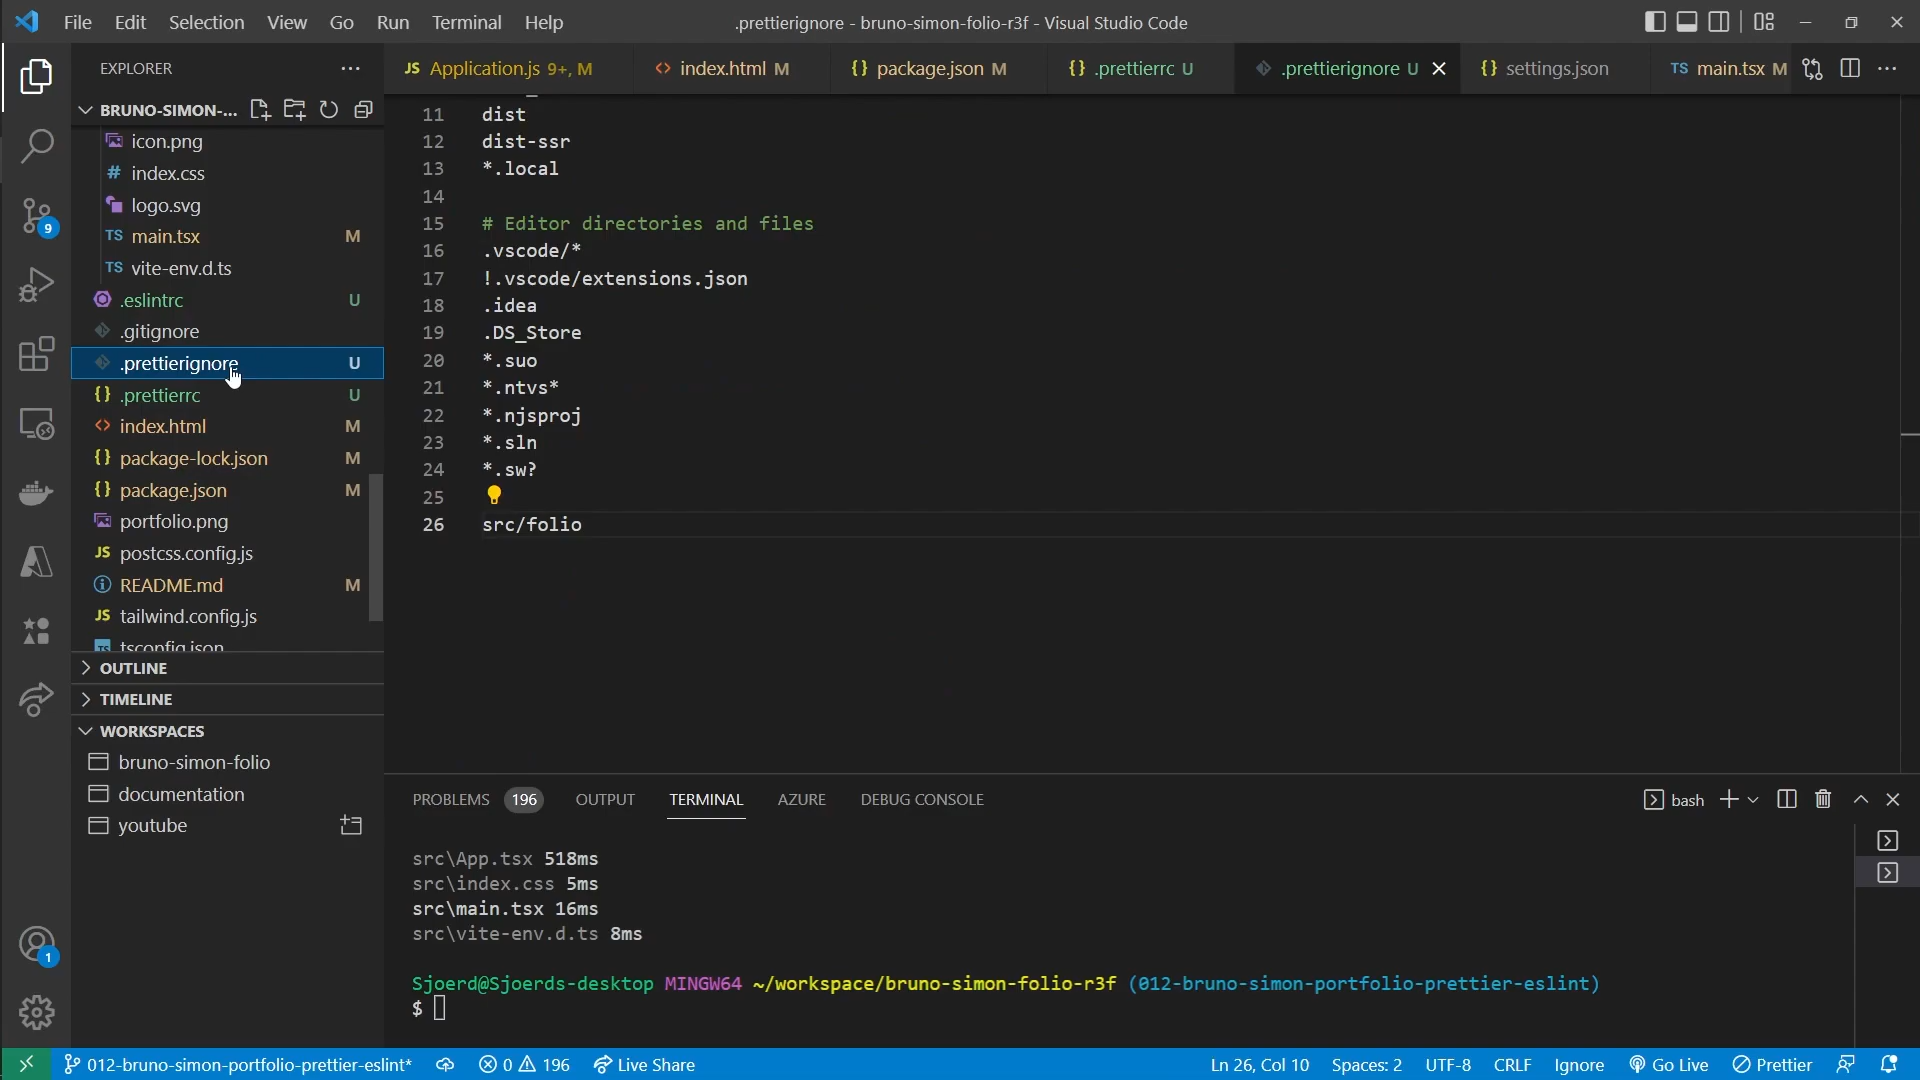 File Edit Selection View Go Run Terminal Help
.prettierignore - bruno-simon-folio-r3f - Visual Studio Code
EXPLORER
JS Application.js 9+, M
<> index.html M
{} package.json M
{} .prettierrc U
.prettierignore U
{} settings.json
TS main.tsx M
BRUNO-SIMON-...
icon.png
# index.css
logo.svg
TS main.tsx M
TS vite-env.d.ts
.eslintrc U
.gitignore
.prettierignore U
{} .prettierrc U
<> index.html M
{} package-lock.json M
{} package.json M
portfolio.png
JS postcss.config.js
README.md M
JS tailwind.config.js
TS tsconfig.json
OUTLINE
TIMELINE
WORKSPACES
bruno-simon-folio
documentation
youtube
9
1
11 dist
12 dist-ssr
13 *.local
14
15 # Editor directories and files
16 .vscode/*
17 !.vscode/extensions.json
18 .idea
19 .DS_Store
20 *.suo
21 *.ntvs*
22 *.njsproj
23 *.sln
24 *.sw?
25
26 src/folio
PROBLEMS 196 OUTPUT TERMINAL AZURE DEBUG CONSOLE
bash
src\App.tsx 518ms
src\index.css 5ms
src\main.tsx 16ms
src\vite-env.d.ts 8ms
Sjoerd@Sjoerds-desktop MINGW64 ~/workspace/bruno-simon-folio-r3f (012-bruno-simon-portfolio-prettier-eslint)
$
012-bruno-simon-portfolio-prettier-eslint* 0 196 Live Share
Ln 26, Col 10 Spaces: 2 UTF-8 CRLF Ignore Go Live Prettier